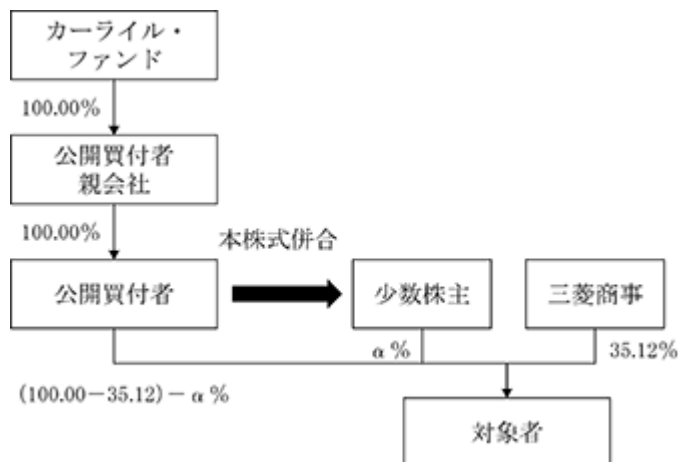 カーライル・
ファンド
100.00%
公開買付者
親会社
100.00%
本株式併合
公開買付者
少数株主
三菱商事
α%
35.12%
(100.00－35.12)－α%
対象者